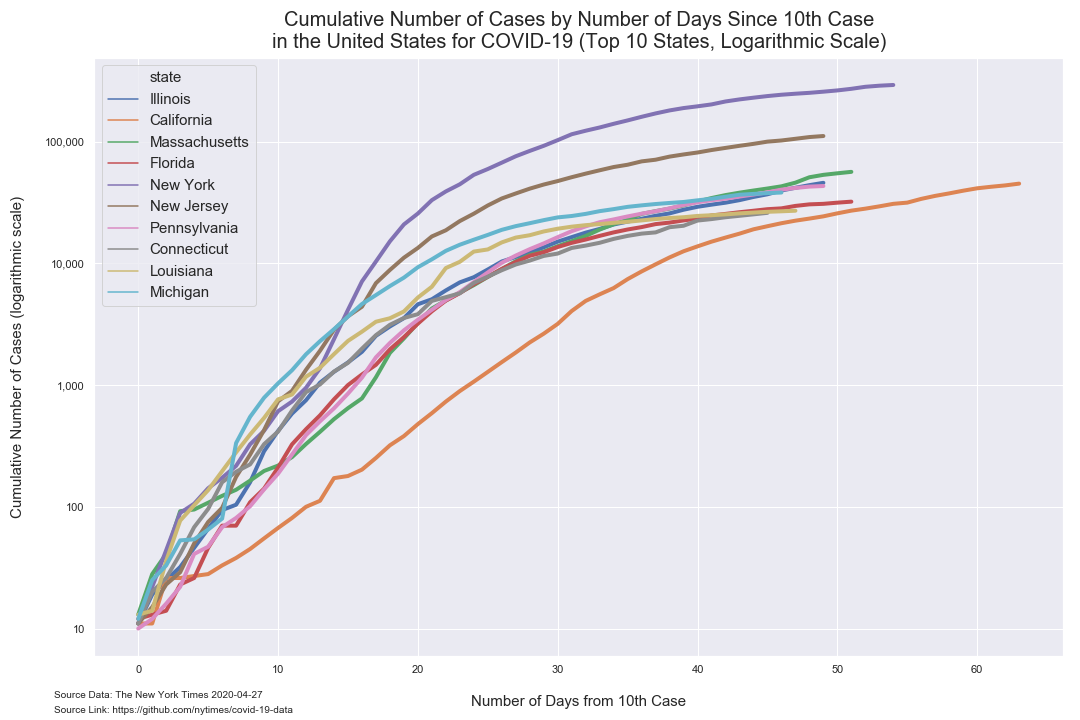 Cumulative Number of Cases by Number of Days Since 10th Case
in the United States for COVID-19 (Top 10 States, Logarithmic Scale)
state
Illinois
California
Massachusetts
Florida
New York
New Jersey
Pennsylvania
Connecticut
Louisiana
Michigan
Cumulative Number of Cases (logarithmic scale)
100,000
10,000
1,000
100
10
0 10 20 30 40 50 60
Number of Days from 10th Case
Source Data: The New York Times 2020-04-27
Source Link: https://github.com/nytimes/covid-19-data